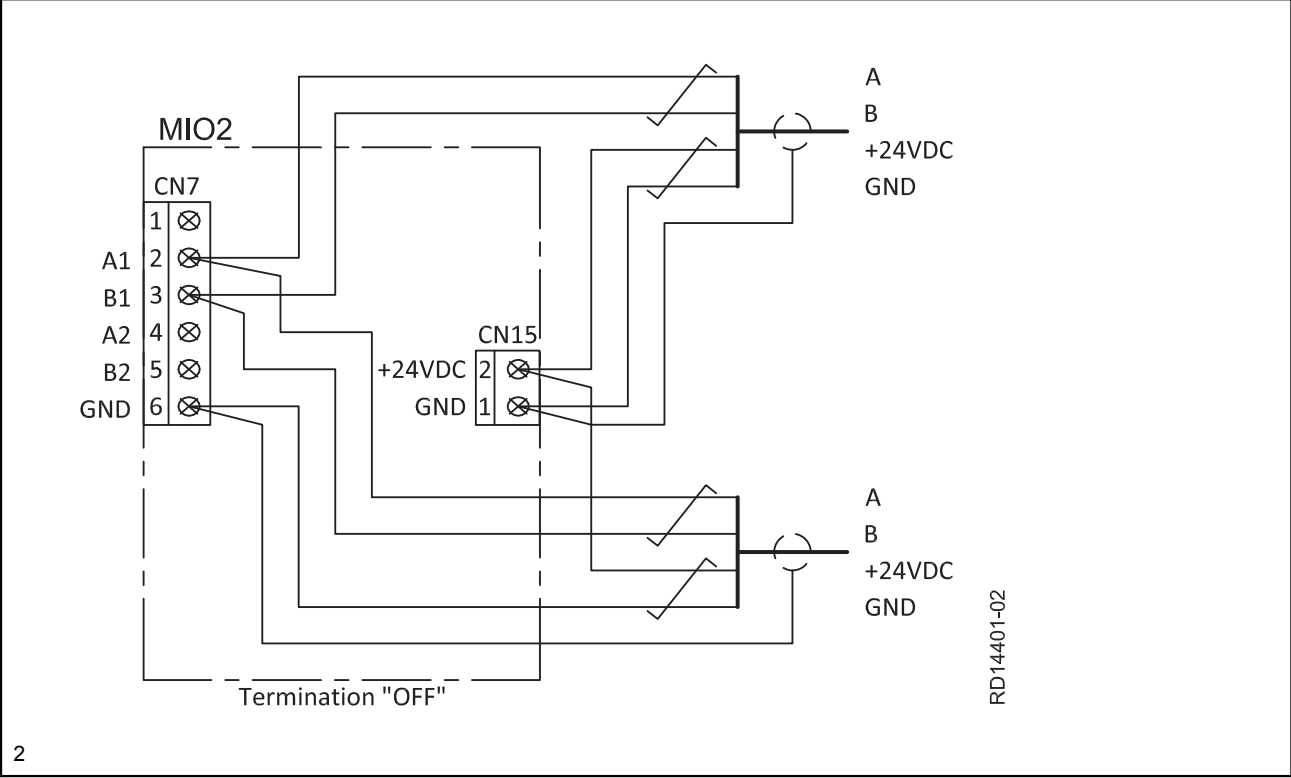 A
B
+24VDC
GND
MIO2
CN7
1
A1 2
B1 3
A2 4
B2 5
GND 6
CN15
+24VDC 2
GND 1
A
B
+24VDC
GND
RD14401-02
Termination "OFF"
2